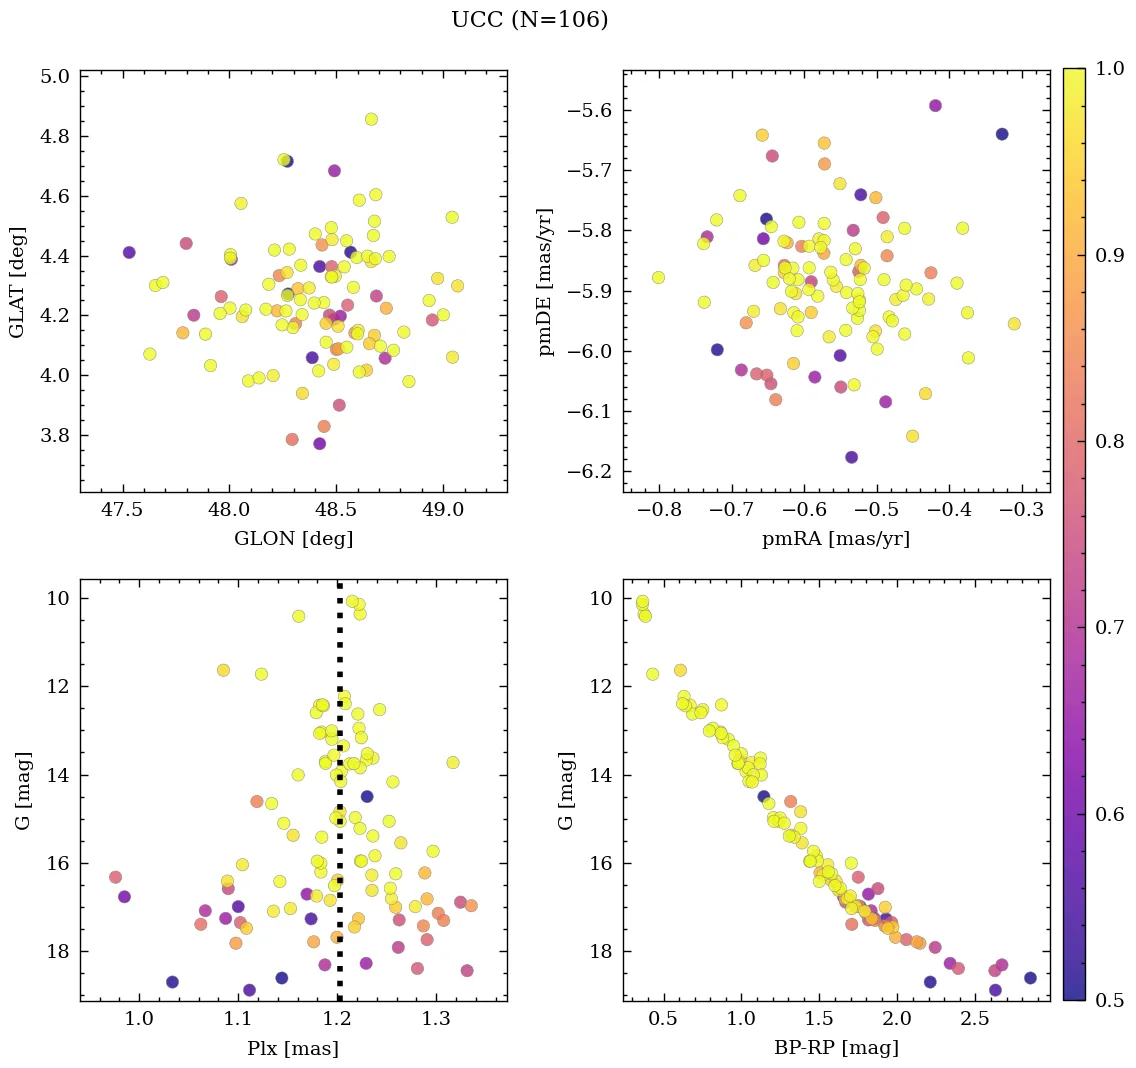 UCC (N=106)
5.0
4.8
4.6
4.4
4.2
4.0
3.8
GLAT [deg]
47.5 48.0 48.5 49.0
GLON [deg]
−5.6
−5.7
−5.8
−5.9
−6.0
−6.1
−6.2
pmDE [mas/yr]
−0.8 −0.7 −0.6 −0.5 −0.4 −0.3
pmRA [mas/yr]
10
12
14
16
18
G [mag]
1.0 1.1 1.2 1.3
Plx [mas]
10
12
14
16
18
G [mag]
0.5 1.0 1.5 2.0 2.5
BP-RP [mag]
1.0
0.9
0.8
0.7
0.6
0.5